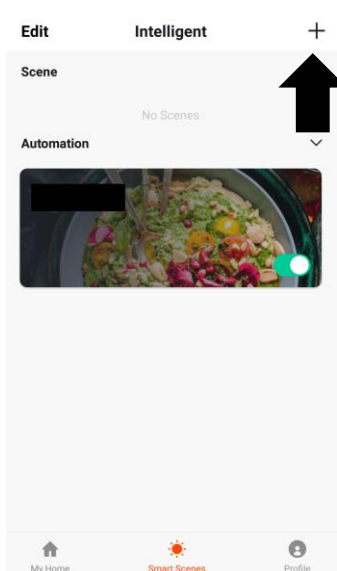 Edit Intelligent +
Scene
No Scenes
Automation
My Home Smart Scenes Profile